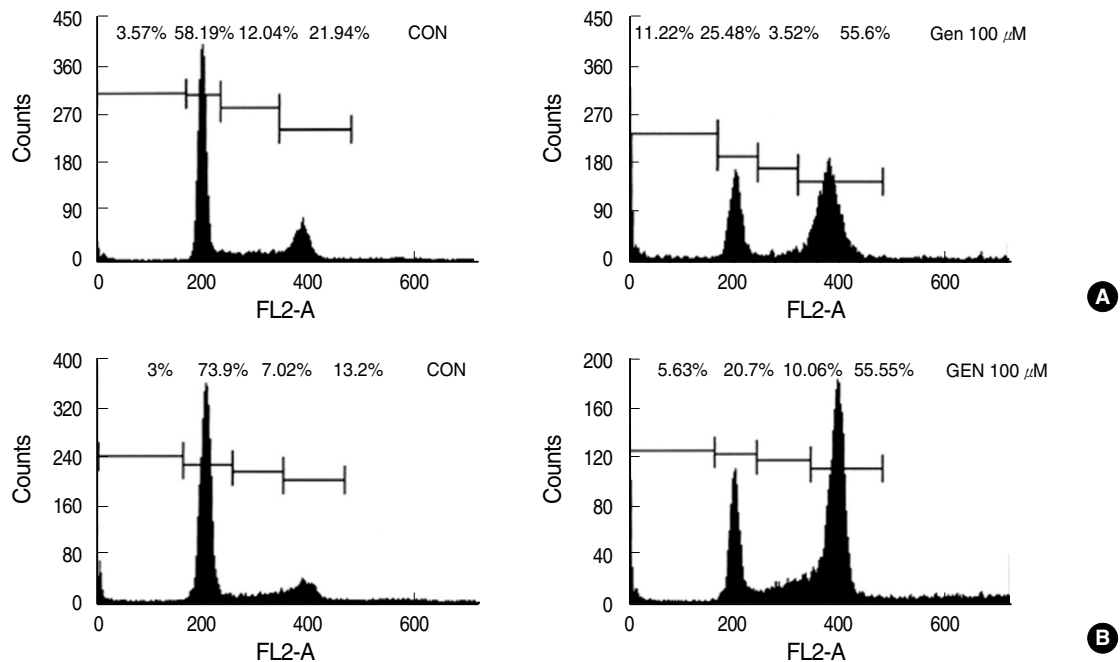 3.57% 58.19% 12.04% 21.94% CON
450
360
270
180
90
0
Counts
0 200 400 600
FL2-A
11.22% 25.48% 3.52% 55.6% Gen 100 μM
450
360
270
180
90
0
Counts
0 200 400 600
FL2-A
A
3% 73.9% 7.02% 13.2% CON
400
320
240
160
80
0
Counts
0 200 400 600
FL2-A
5.63% 20.7% 10.06% 55.55% GEN 100 μM
200
160
120
80
40
0
Counts
0 200 400 600
FL2-A
B